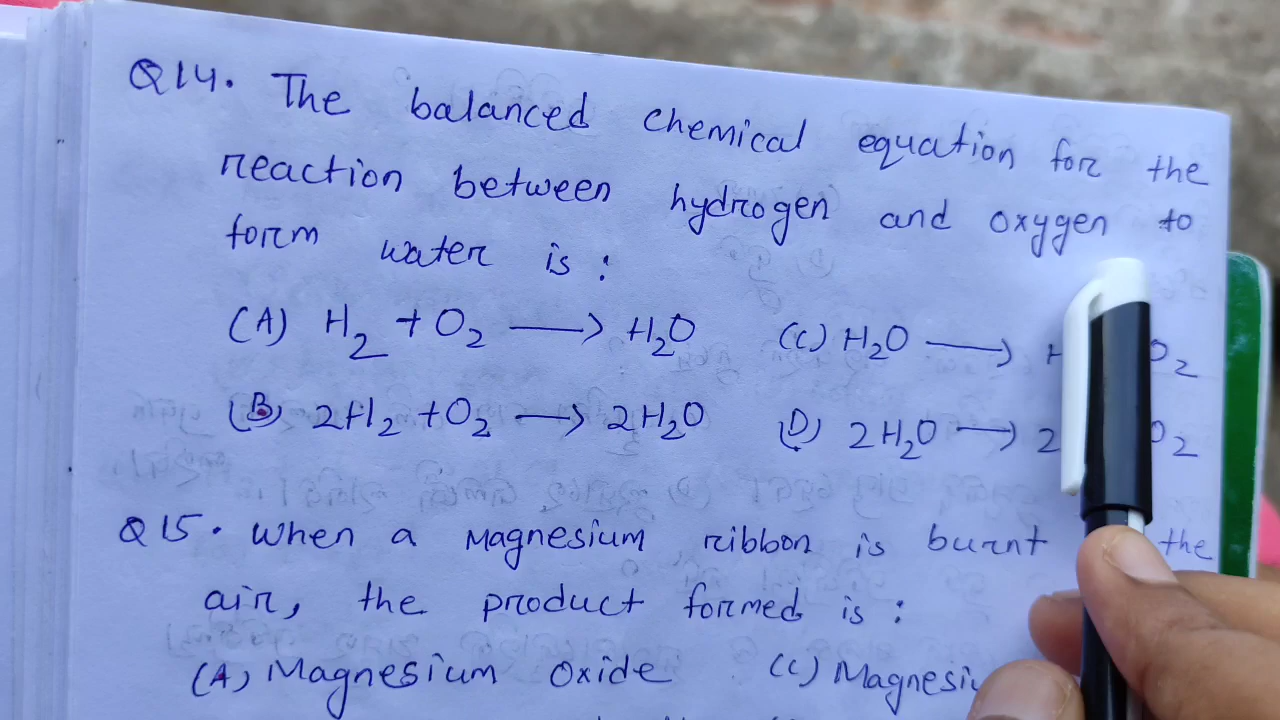 Q14. The balanced chemical equation for the
reaction between hydrogen and oxygen to
form water is :
(A) H₂ + O₂ ⟶ H₂O (C) H₂O ⟶ O₂
(B) 2H₂ + O₂ ⟶ 2H₂O (D) 2H₂O ⟶ 2 O₂
Q15. When a Magnesium ribbon is burnt the
air, the product formed is :
(A) Magnesium Oxide (C)